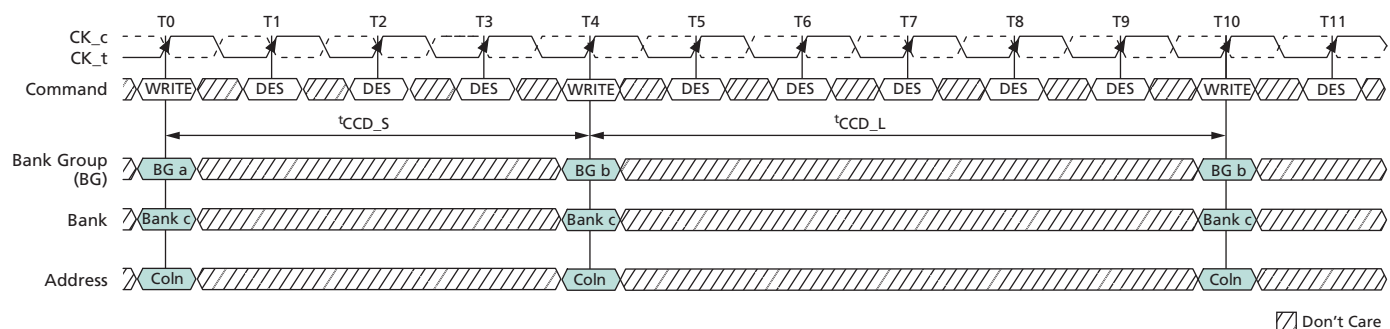 T0 T1 T2 T3 T4 T5 T6 T7 T8 T9 T10 T11
CK_c
CK_t
Command WRITE DES DES DES WRITE DES DES DES DES DES WRITE DES
tCCD_S tCCD_L
Bank Group
(BG) BG a BG b BG b
Bank Bank c Bank c Bank c
Address Coln Coln Coln
Don't Care